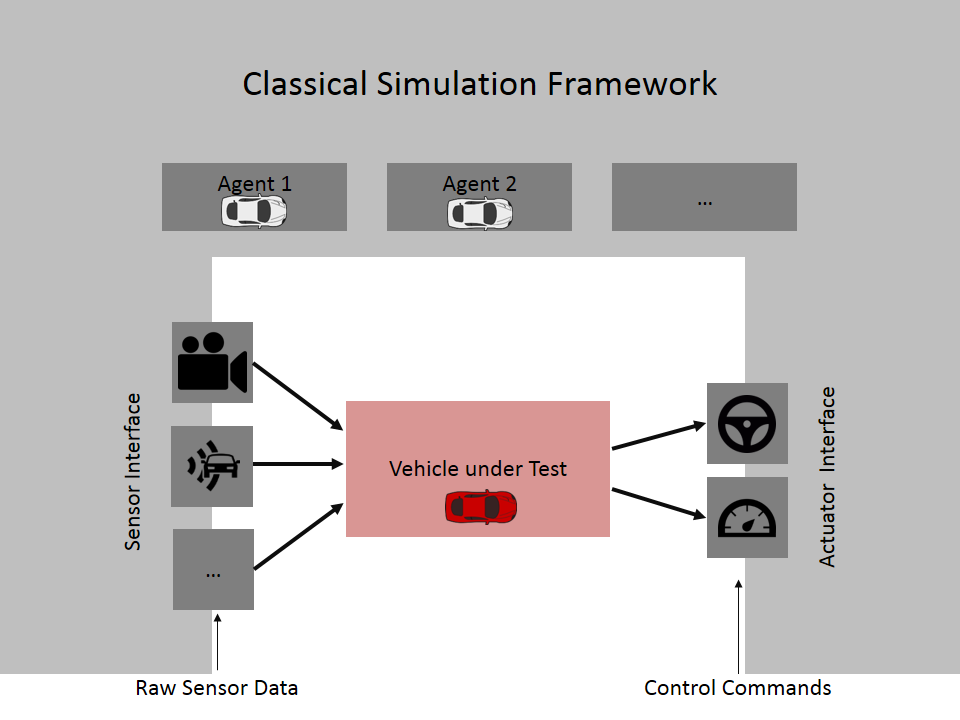 Classical Simulation Framework
Agent 1
Agent 2
...
Sensor Interface
Vehicle under Test
Actuator Interface
...
Raw Sensor Data
Control Commands